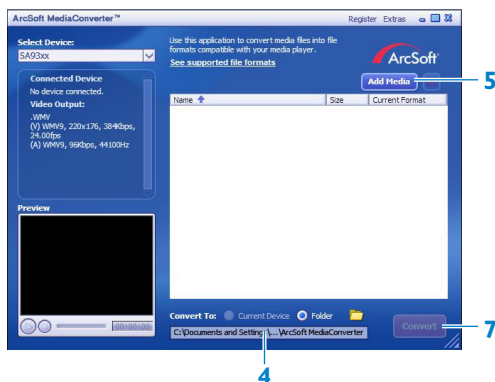 ArcSoft MediaConverter™
Register Extras
Select Device:
SA93xx
Connected Device
No device connected.
Video Output:
.WMV
(V) WMV9, 220x176, 384Kbps,
24.00fps
(A) WMV9, 96Kbps, 44100Hz
Preview
00:00:00
Use this application to convert media files into file
formats compatible with your media player.
See supported file formats
ArcSoft®
Add Media
5
Name Size Current Format
Convert To: Current Device Folder
C:\Documents and Setting \...\ArcSoft MediaConverter
Convert
7
4